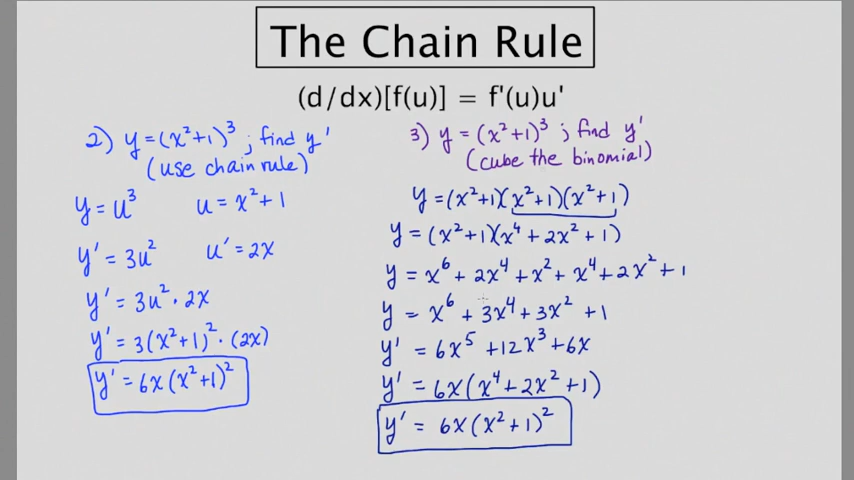 The Chain Rule
(d/dx)[f(u)] = f'(u)u'
2) y = (x²+1)³ ; find y'
(use chain rule)
y = u³ u = x²+1
y' = 3u² u' = 2x
y' = 3u² · 2x
y' = 3(x²+1)² · (2x)
y' = 6x(x²+1)²
3) y = (x²+1)³ ; find y'
(cube the binomial)
y = (x²+1)(x²+1)(x²+1)
y = (x²+1)(x⁴ + 2x² + 1)
y = x⁶ + 2x⁴ + x² + x⁴ + 2x² + 1
y = x⁶ + 3x⁴ + 3x² + 1
y' = 6x⁵ + 12x³ + 6x
y' = 6x(x⁴ + 2x² + 1)
y' = 6x(x²+1)²